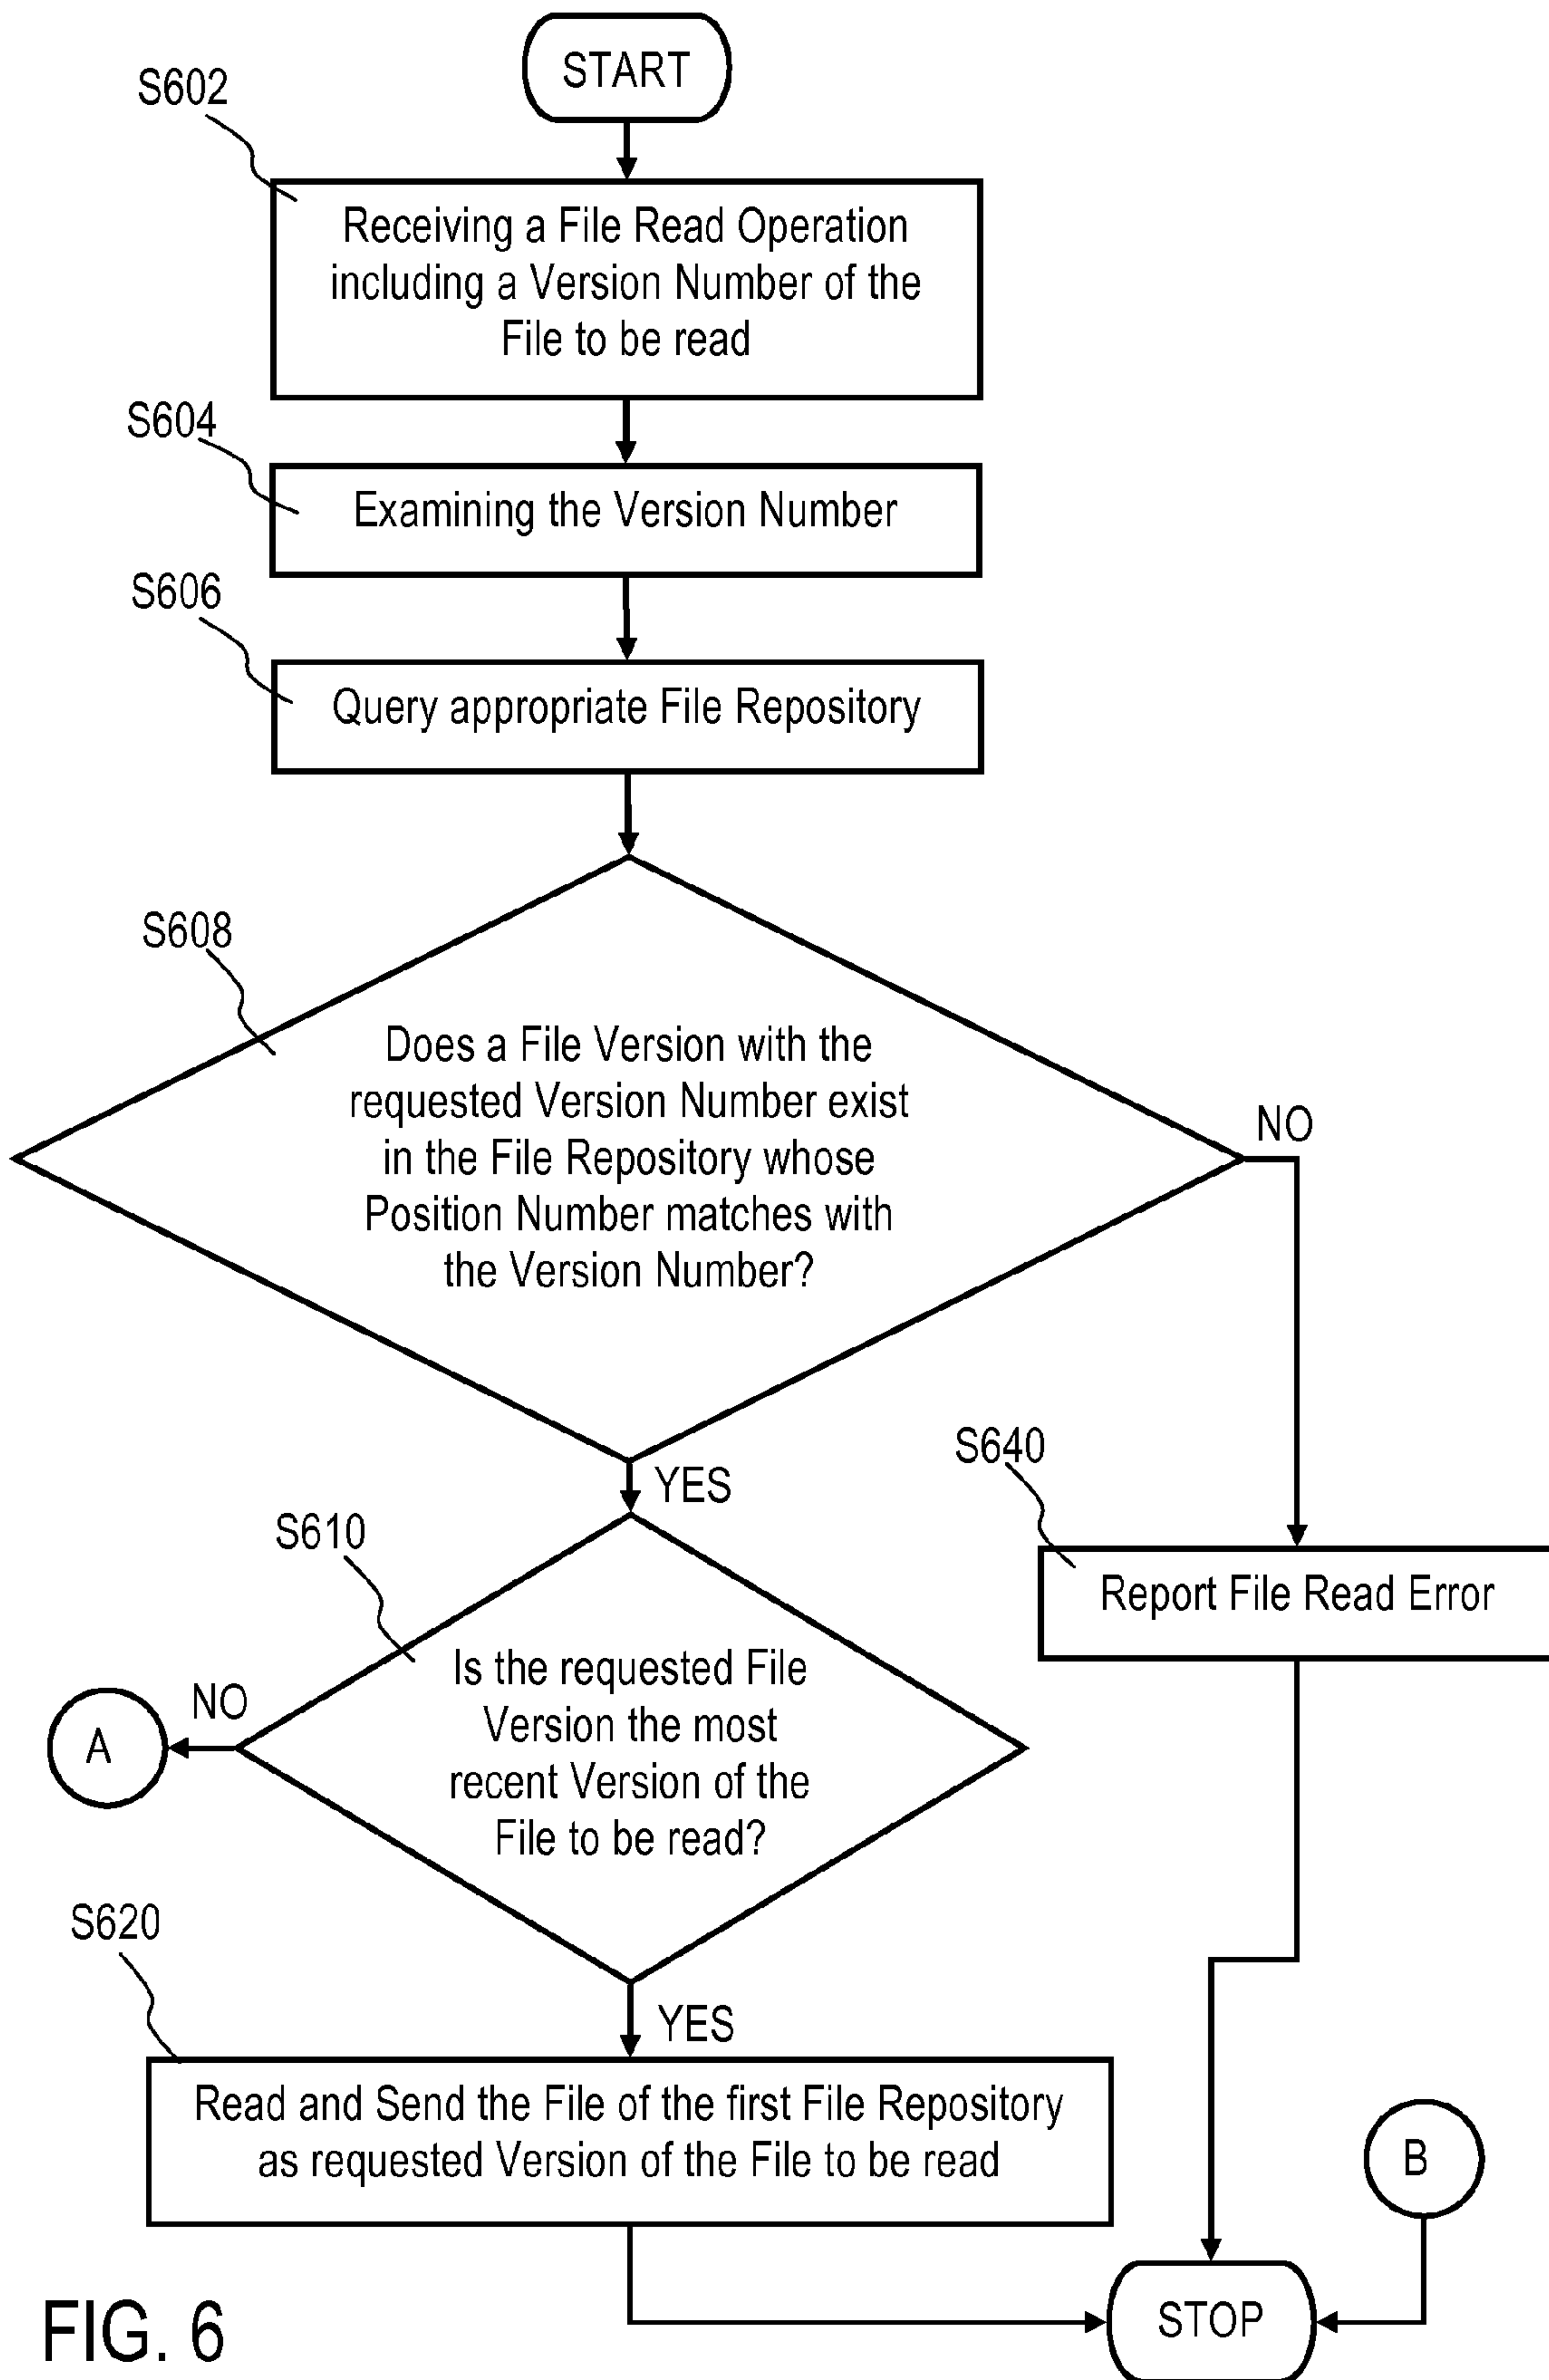 START
S602
Receiving a File Read Operation
including a Version Number of the
File to be read
S604
Examining the Version Number
S606
Query appropriate File Repository
S608
Does a File Version with the
requested Version Number exist
in the File Repository whose
Position Number matches with
the Version Number?
NO
YES
S640
Report File Read Error
S610
Is the requested File
Version the most
recent Version of the
File to be read?
NO
A
YES
S620
Read and Send the File of the first File Repository
as requested Version of the File to be read
B
STOP
FIG. 6